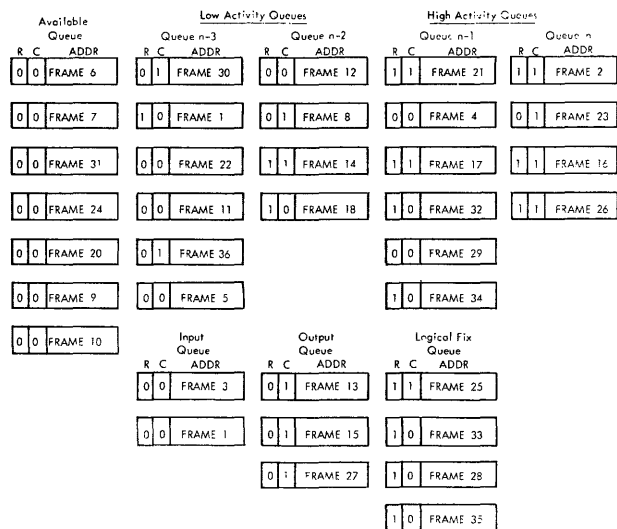 Low Activity Queues
High Activity Queues
Available
Queue
R C ADDR
0 0 FRAME 6
0 0 FRAME 7
0 0 FRAME 31
0 0 FRAME 24
0 0 FRAME 20
0 0 FRAME 9
0 0 FRAME 10
Queue n-3
R C ADDR
0 1 FRAME 30
1 0 FRAME 1
0 0 FRAME 22
0 0 FRAME 11
0 1 FRAME 36
0 0 FRAME 5
Queue n-2
R C ADDR
0 0 FRAME 12
0 1 FRAME 8
1 1 FRAME 14
1 0 FRAME 18
Queue n-1
R C ADDR
1 1 FRAME 21
0 0 FRAME 4
1 1 FRAME 17
1 0 FRAME 32
0 0 FRAME 29
1 0 FRAME 34
Queue n
R C ADDR
1 1 FRAME 2
0 1 FRAME 23
1 1 FRAME 16
1 1 FRAME 26
Input
Queue
R C ADDR
0 0 FRAME 3
0 0 FRAME 1
Output
Queue
R C ADDR
0 1 FRAME 13
0 1 FRAME 15
0 1 FRAME 27
Logical Fix
Queue
R C ADDR
1 1 FRAME 25
1 0 FRAME 33
1 0 FRAME 28
1 0 FRAME 35